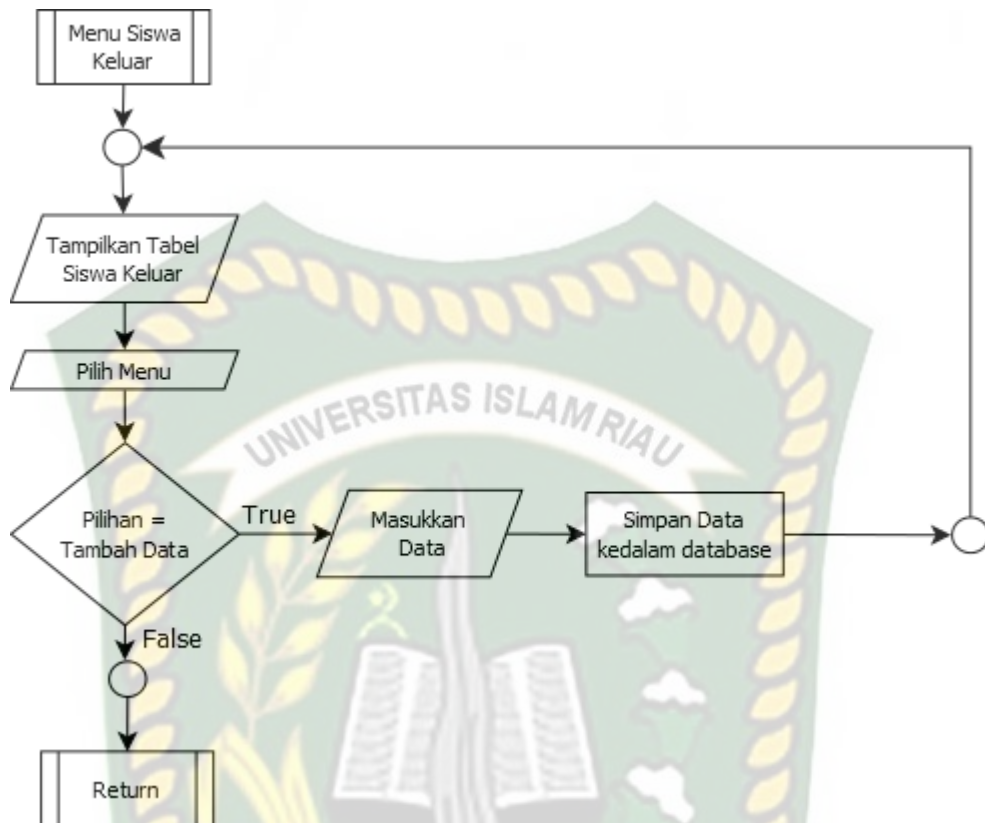 Menu Siswa
Keluar
Tampilkan Tabel
Siswa Keluar
Pilih Menu
UNIVERSITAS ISLAM RIAU
Pilihan =
Tambah Data
True
Masukkan
Data
Simpan Data
kedalam database
False
Return